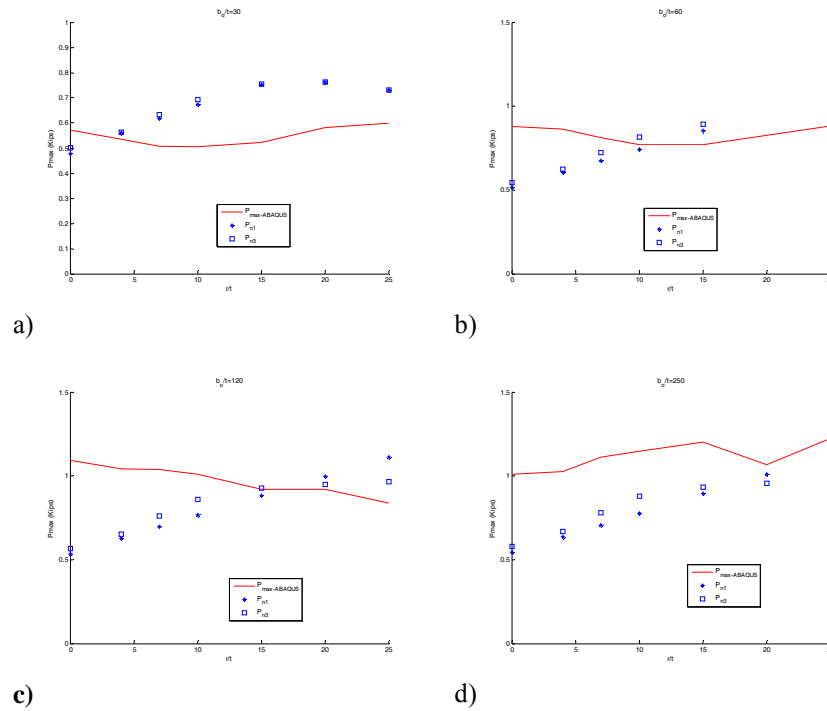 b_o/t=30
Pmax (Kips)
1
0.9
0.8
0.7
0.6
0.5
0.4
0.3
0.2
0.1
0
0 5 10 15 20 25
r/t
P_max-ABAQUS
P_n1
P_n3
a)
b_o/t=60
Pmax (Kips)
1.5
1
0.5
0
0 5 10 15 20 25
r/t
P_max-ABAQUS
P_n1
P_n3
b)
b_o/t=120
Pmax (Kips)
1.5
1
0.5
0
0 5 10 15 20 25
r/t
P_max-ABAQUS
P_n1
P_n3
c)
b_o/t=250
Pmax (Kips)
1.5
1
0.5
0
0 5 10 15 20 25
r/t
P_max-ABAQUS
P_n1
P_n3
d)